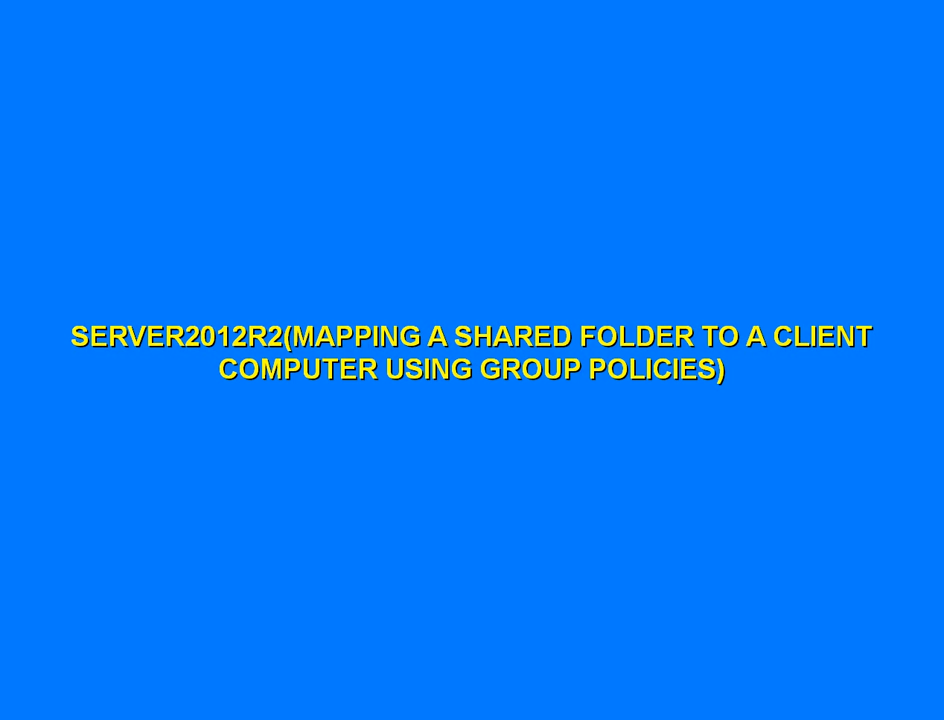 SERVER2012R2(MAPPING A SHARED FOLDER TO A CLIENT
COMPUTER USING GROUP POLICIES)